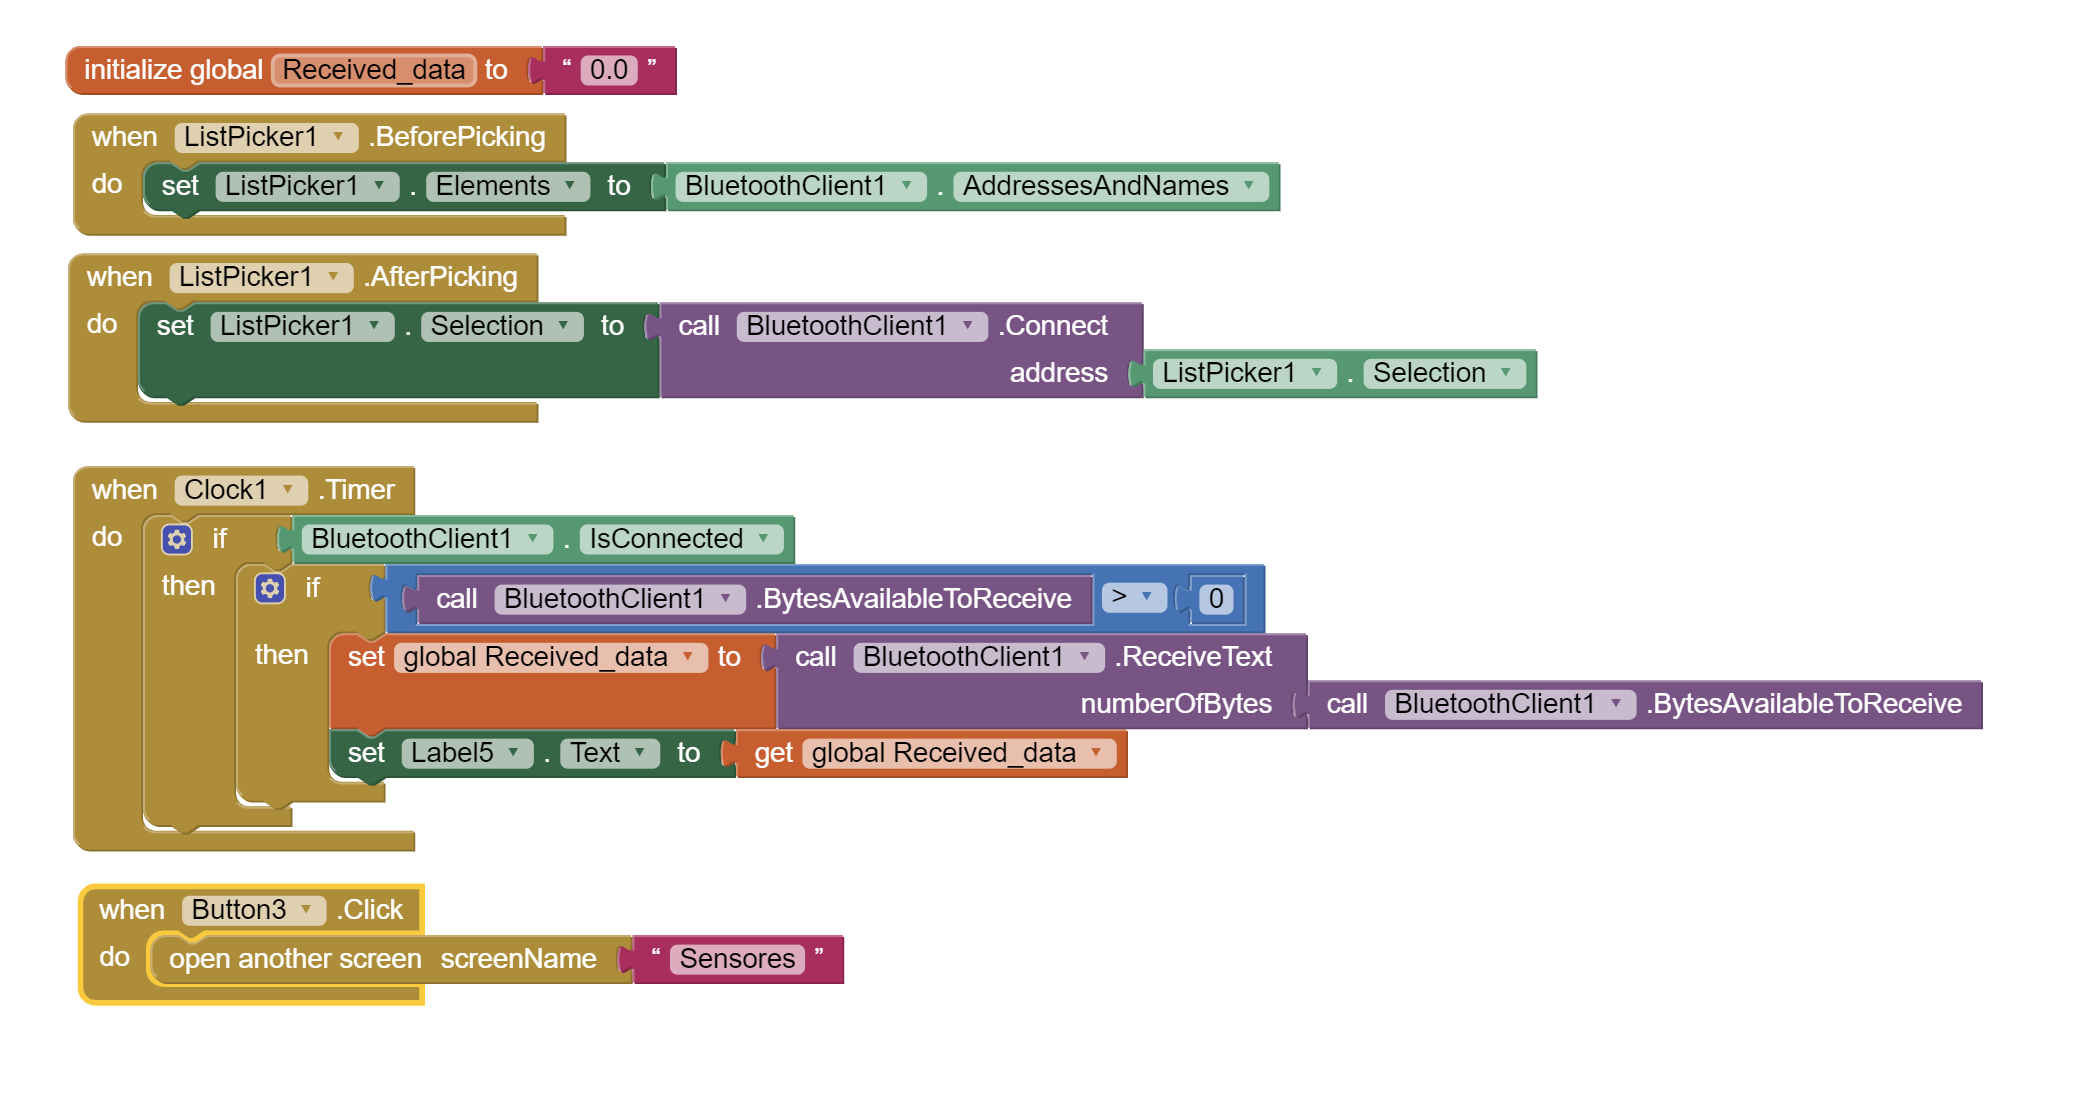 initialize global Received_data to “ 0.0 ”
when ListPicker1 .BeforePicking
do set ListPicker1 . Elements to BluetoothClient1 . AddressesAndNames
when ListPicker1 .AfterPicking
do set ListPicker1 . Selection to call BluetoothClient1 .Connect
address ListPicker1 . Selection
when Clock1 .Timer
do if BluetoothClient1 . IsConnected
then if call BluetoothClient1 .BytesAvailableToReceive > 0
then set global Received_data to call BluetoothClient1 .ReceiveText
numberOfBytes call BluetoothClient1 .BytesAvailableToReceive
set Label5 . Text to get global Received_data
when Button3 .Click
do open another screen screenName “ Sensores ”